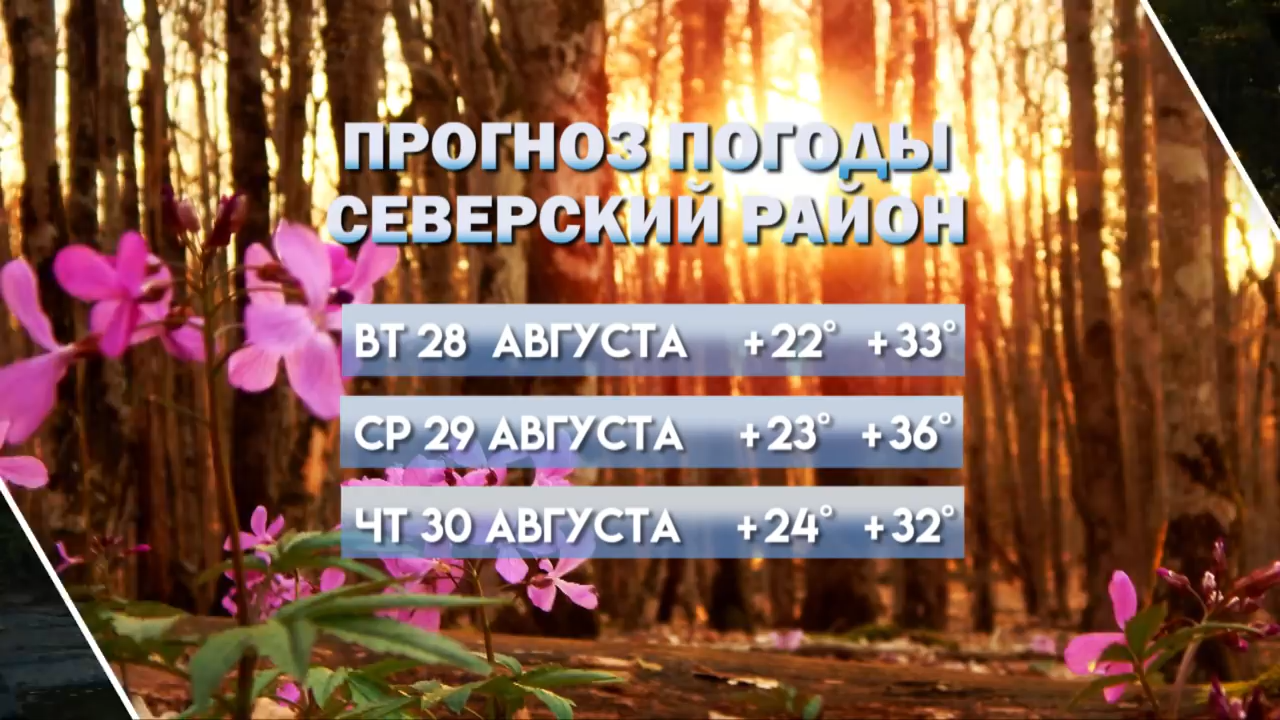 ПРОГНОЗ ПОГОДЫ
СЕВЕРСКИЙ РАЙОН
ВТ 28 АВГУСТА +22° +33°
СР 29 АВГУСТА +23° +36°
ЧТ 30 АВГУСТА +24° +32°